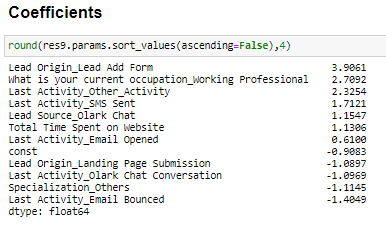 Coefficients
round(res9.params.sort_values(ascending=False),4)
Lead Origin_Lead Add Form 3.9061
What is your current occupation_Working Professional 2.7092
Last Activity_Other_Activity 2.3254
Last Activity_SMS Sent 1.7121
Lead Source_Olark Chat 1.1547
Total Time Spent on Website 1.1306
Last Activity_Email Opened 0.6100
const -0.9083
Lead Origin_Landing Page Submission -1.0897
Last Activity_Olark Chat Conversation -1.0969
Specialization_Others -1.1145
Last Activity_Email Bounced -1.4049
dtype: float64